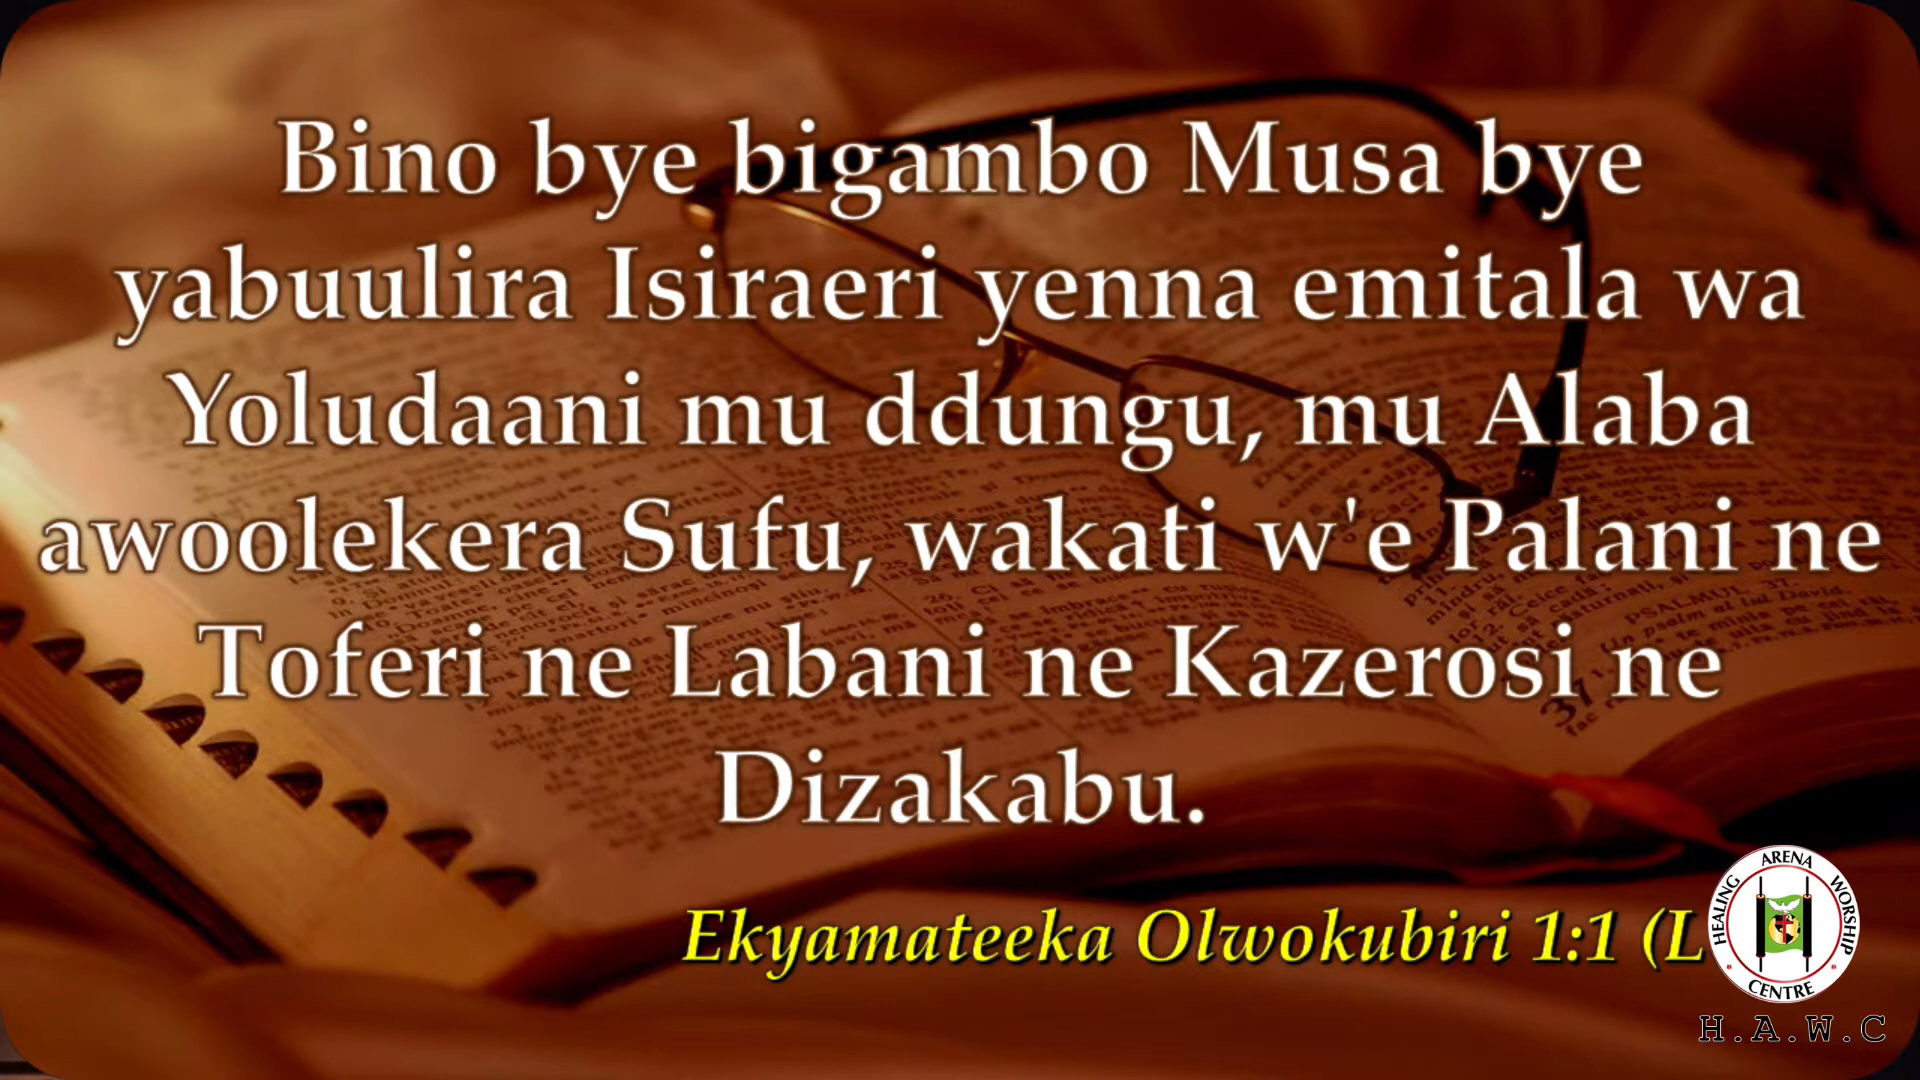 Bino bye bigambo Musa bye
yabuulira Isiraeri yenna emitala wa
Yoludaani mu ddungu, mu Alaba
awoolekera Sufu, wakati w'e Palani ne
Toferi ne Labani ne Kazerosi ne
Dizakabu.
Ekyamateeka Olwokubiri 1:1 (L
HEALING ARENA WORSHIP
CENTRE
H.A.W.C